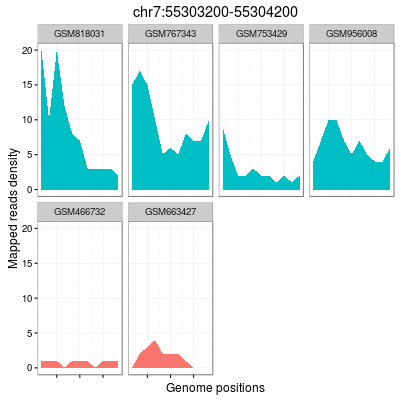 chr7:55303200-55304200
GSM818031 GSM767343 GSM753429 GSM956008
20
15
10
5
0
GSM466732 GSM663427
20
15
10
5
0
Mapped reads density
Genome positions